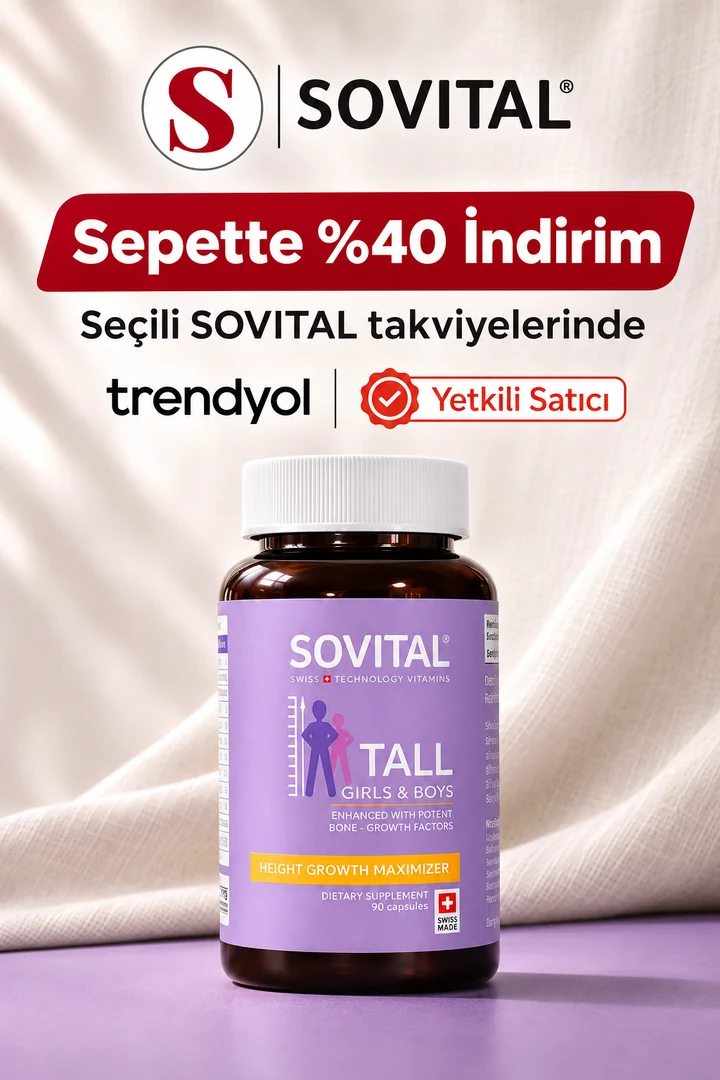 S
SOVITAL®
Sepette %40 İndirim
Seçili SOVITAL takviyelerinde
trendyol
Yetkili Satıcı
SOVITAL®
SWISS TECHNOLOGY VITAMINS
TALL
GIRLS & BOYS
ENHANCED WITH POTENT
BONE - GROWTH FACTORS
HEIGHT GROWTH MAXIMIZER
DIETARY SUPPLEMENT
90 capsules
SWISS
MADE